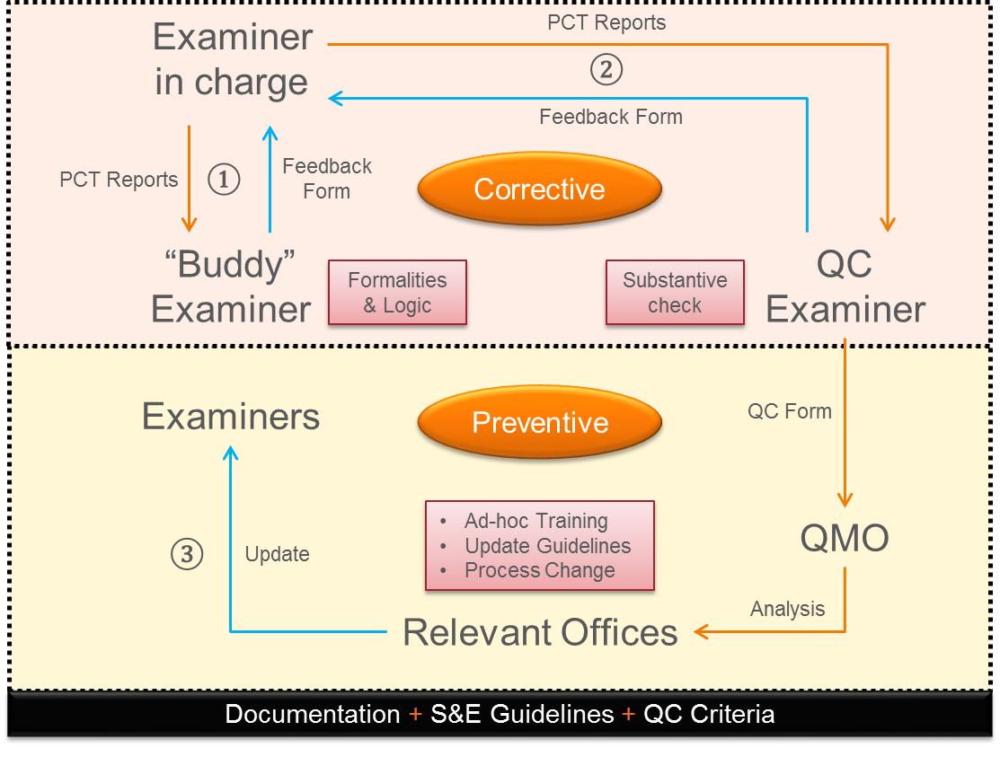 PCT Reports
Examiner
in charge
②
Feedback Form
PCT Reports
①
Feedback
Form
Corrective
“Buddy”
Examiner
Formalities
& Logic
Substantive
check
QC
Examiner
Examiners
Preventive
QC Form
• Ad-hoc Training
• Update Guidelines
• Process Change
QMO
③
Update
Analysis
Relevant Offices
Documentation + S&E Guidelines + QC Criteria